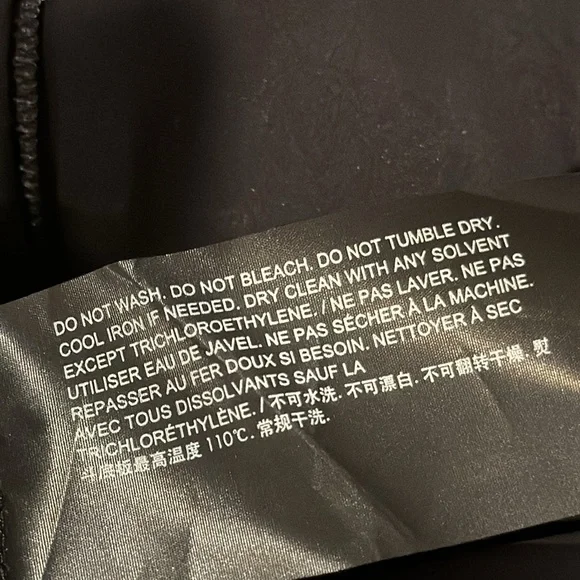 DO NOT WASH. DO NOT BLEACH. DO NOT TUMBLE DRY.
COOL IRON IF NEEDED. DRY CLEAN WITH ANY SOLVENT
EXCEPT TRICHLOROETHYLENE. / NE PAS LAVER. NE PAS
UTILISER EAU DE JAVEL. NE PAS SÉCHER À LA MACHINE.
REPASSER AU FER DOUX SI BESOIN. NETTOYER À SEC
AVEC TOUS DISSOLVANTS SAUF LA
TRICHLORÉTHYLÈNE. / 不可水洗. 不可漂白. 不可翻转干燥. 熨
斗底板最高温度 110℃. 常规干洗.